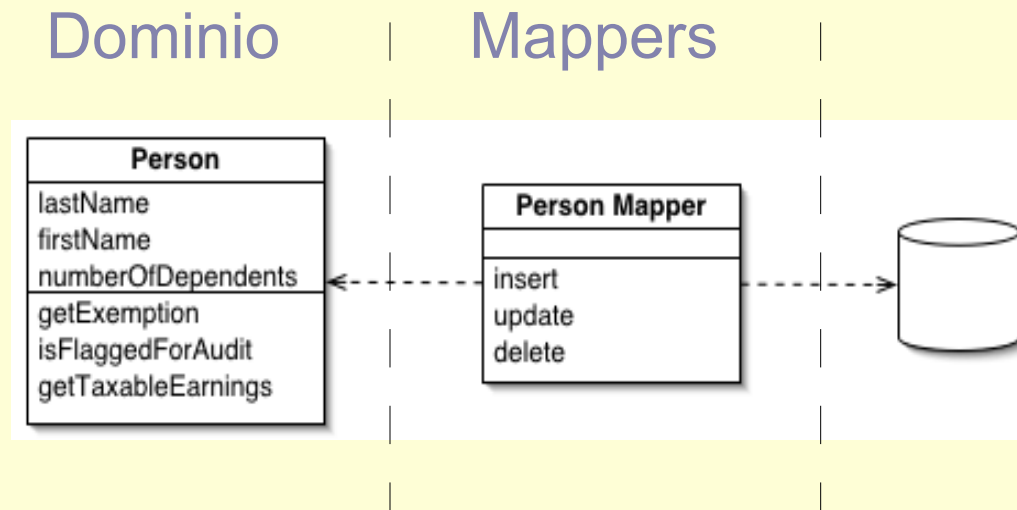 Dominio
Mappers
Person
lastName
firstName
numberOfDependents
getExemption
isFlaggedForAudit
getTaxableEarnings
Person Mapper
insert
update
delete